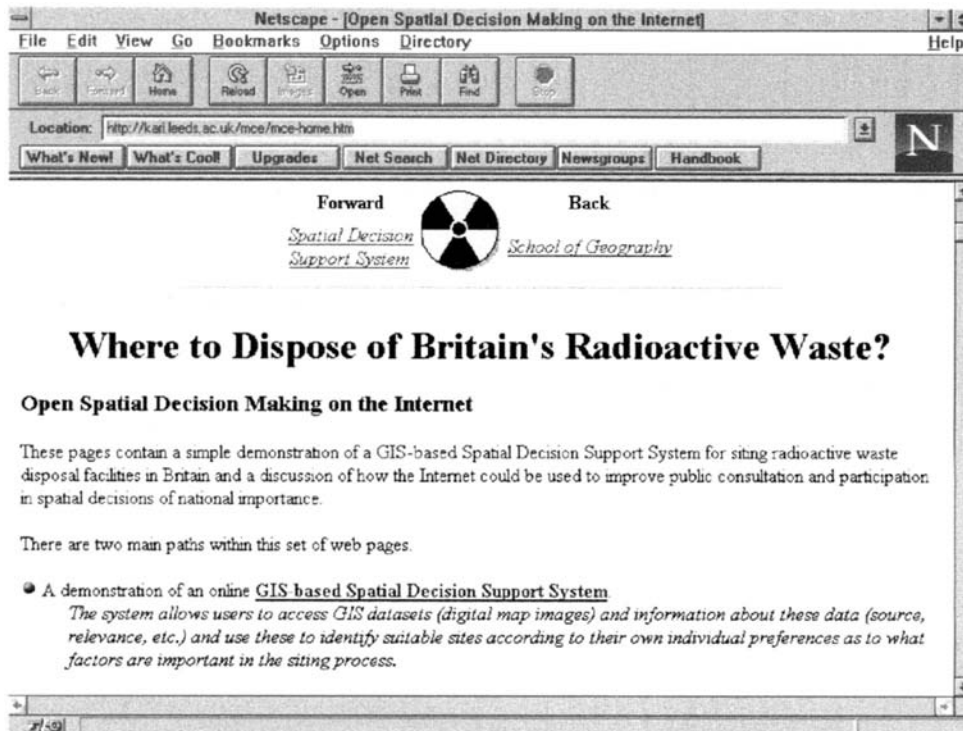 Netscape - [Open Spatial Decision Making on the Internet]
File Edit View Go Bookmarks Options Directory Help
Back Forward Home Reload Images Open Print Find Stop
Location: http://karl.leeds.ac.uk/mce/mce-home.htm
N
What's New! What's Cool! Upgrades Net Search Net Directory Newsgroups Handbook
Forward Back
Spatial Decision
Support System
School of Geography
Where to Dispose of Britain's Radioactive Waste?
Open Spatial Decision Making on the Internet
These pages contain a simple demonstration of a GIS-based Spatial Decision Support System for siting radioactive waste
disposal facilities in Britain and a discussion of how the Internet could be used to improve public consultation and participation
in spatial decisions of national importance.
There are two main paths within this set of web pages.
A demonstration of an online GIS-based Spatial Decision Support System.
The system allows users to access GIS datasets (digital map images) and information about these data (source,
relevance, etc.) and use these to identify suitable sites according to their own individual preferences as to what
factors are important in the siting process.